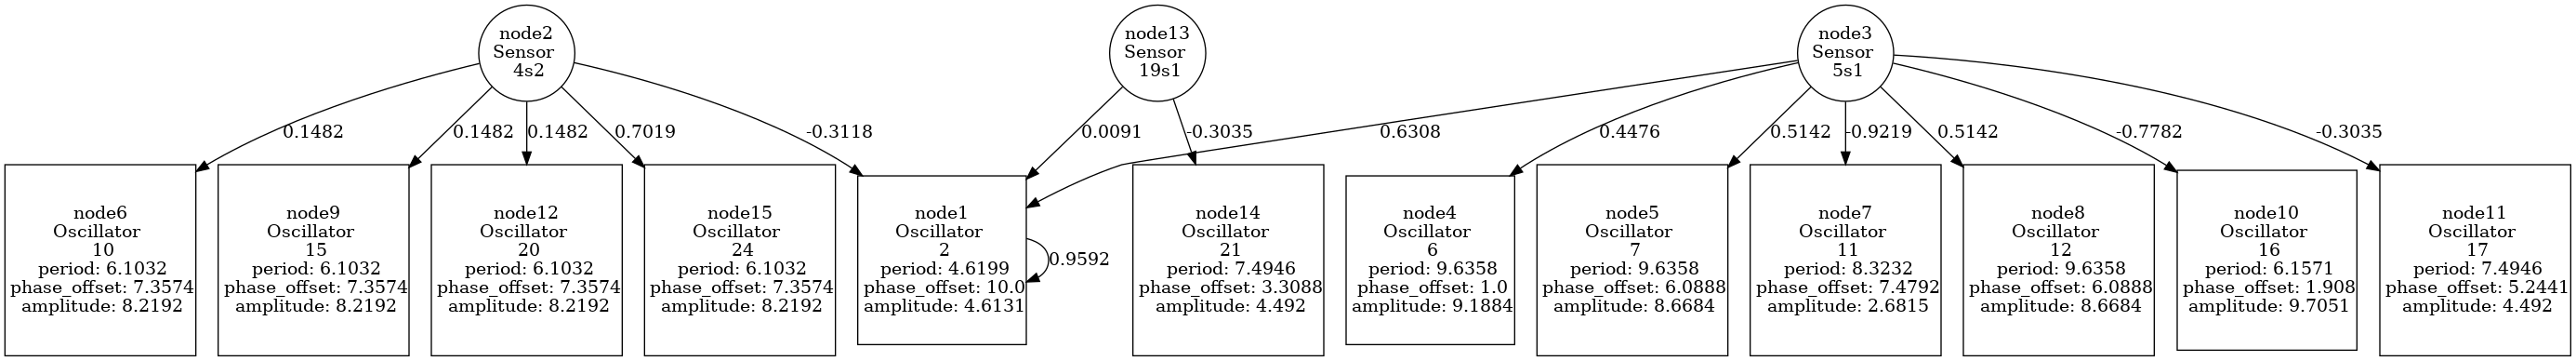 node2
Sensor
4s2
node13
Sensor
19s1
node3
Sensor
5s1
0.1482
0.1482
0.1482
0.7019
-0.3118
0.0091
-0.3035
0.6308
0.4476
0.5142
-0.9219
0.5142
-0.7782
-0.3035
node6
Oscillator
10
period: 6.1032
phase_offset: 7.3574
amplitude: 8.2192
node9
Oscillator
15
period: 6.1032
phase_offset: 7.3574
amplitude: 8.2192
node12
Oscillator
20
period: 6.1032
phase_offset: 7.3574
amplitude: 8.2192
node15
Oscillator
24
period: 6.1032
phase_offset: 7.3574
amplitude: 8.2192
node1
Oscillator
2
period: 4.6199
phase_offset: 10.0
amplitude: 4.6131
0.9592
node14
Oscillator
21
period: 7.4946
phase_offset: 3.3088
amplitude: 4.492
node4
Oscillator
6
period: 9.6358
phase_offset: 1.0
amplitude: 9.1884
node5
Oscillator
7
period: 9.6358
phase_offset: 6.0888
amplitude: 8.6684
node7
Oscillator
11
period: 8.3232
phase_offset: 7.4792
amplitude: 2.6815
node8
Oscillator
12
period: 9.6358
phase_offset: 6.0888
amplitude: 8.6684
node10
Oscillator
16
period: 6.1571
phase_offset: 1.908
amplitude: 9.7051
node11
Oscillator
17
period: 7.4946
phase_offset: 5.2441
amplitude: 4.492